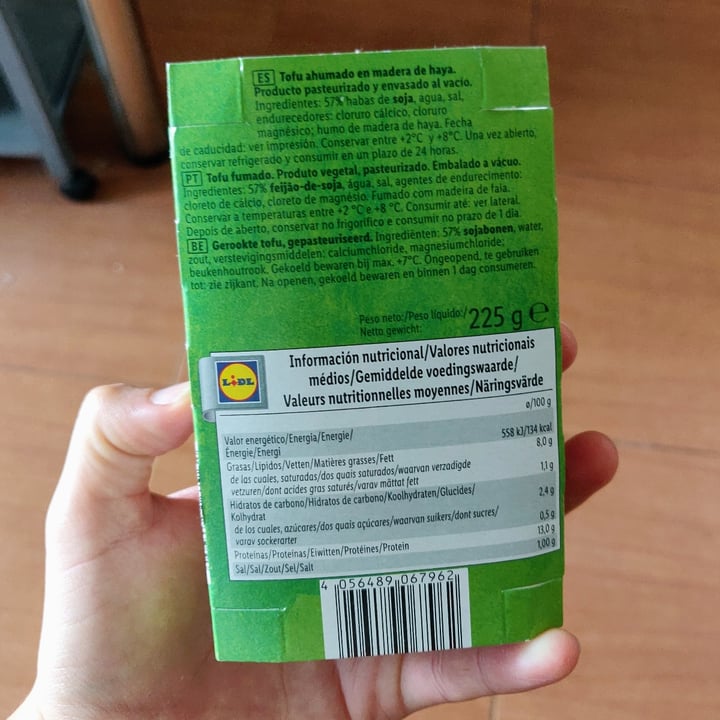 ES Tofu ahumado en madera de haya.
Producto pasteurizado y envasado al vacío.
Ingredientes: 57% habas de soja, agua, sal,
endurecedores: cloruro cálcico, cloruro
magnésico; humo de madera de haya. Fecha
de caducidad: ver impresión. Conservar entre +2°C y +8°C. Una vez abierto,
conservar refrigerado y consumir en un plazo de 24 horas.
PT Tofu fumado. Produto vegetal, pasteurizado. Embalado a vácuo.
Ingredientes: 57% feijão-de-soja, água, sal, agentes de endurecimento:
cloreto de cálcio, cloreto de magnésio. Fumado com madeira de faia.
Conservar a temperaturas entre +2 °C e +8 °C. Consumir até: ver lateral.
Depois de aberto, conservar no frigorífico e consumir no prazo de 1 dia.
BE Gerookte tofu, gepasteuriseerd. Ingrediënten: 57% sojabonen, water,
zout, verstevigingsmiddelen: calciumchloride, magnesiumchloride;
beukenhoutrook. Gekoeld bewaren bij max. +7°C. Ongeopend, te gebruiken
tot: zie zijkant. Na openen, gekoeld bewaren en binnen 1 dag consumeren.
Peso neto:/Peso líquido:/
Netto gewicht: 225 g ℮
LIDL
Información nutricional/Valores nutricionais
médios/Gemiddelde voedingswaarde/
Valeurs nutritionnelles moyennes/Näringsvärde
ø/100 g
Valor energético/Energia/Energie/
Énergie/Energi 558 kJ/134 kcal
Grasas/Lípidos/Vetten/Matières grasses/Fett 8,0 g
de las cuales, saturadas/dos quais saturados/waarvan verzadigde
vetzuren/dont acides gras saturés/varav mättat fett 1,1 g
Hidratos de carbono/Hidratos de carbono/Koolhydraten/Glucides/
Kolhydrat 2,4 g
de los cuales, azúcares/dos quais açúcares/waarvan suikers/dont sucres/
varav sockerarter 0,5 g
Proteínas/Proteínas/Eiwitten/Protéines/Protein 13,0 g
Sal/Sal/Zout/Sel/Salt 1,00 g
4 056489 067962